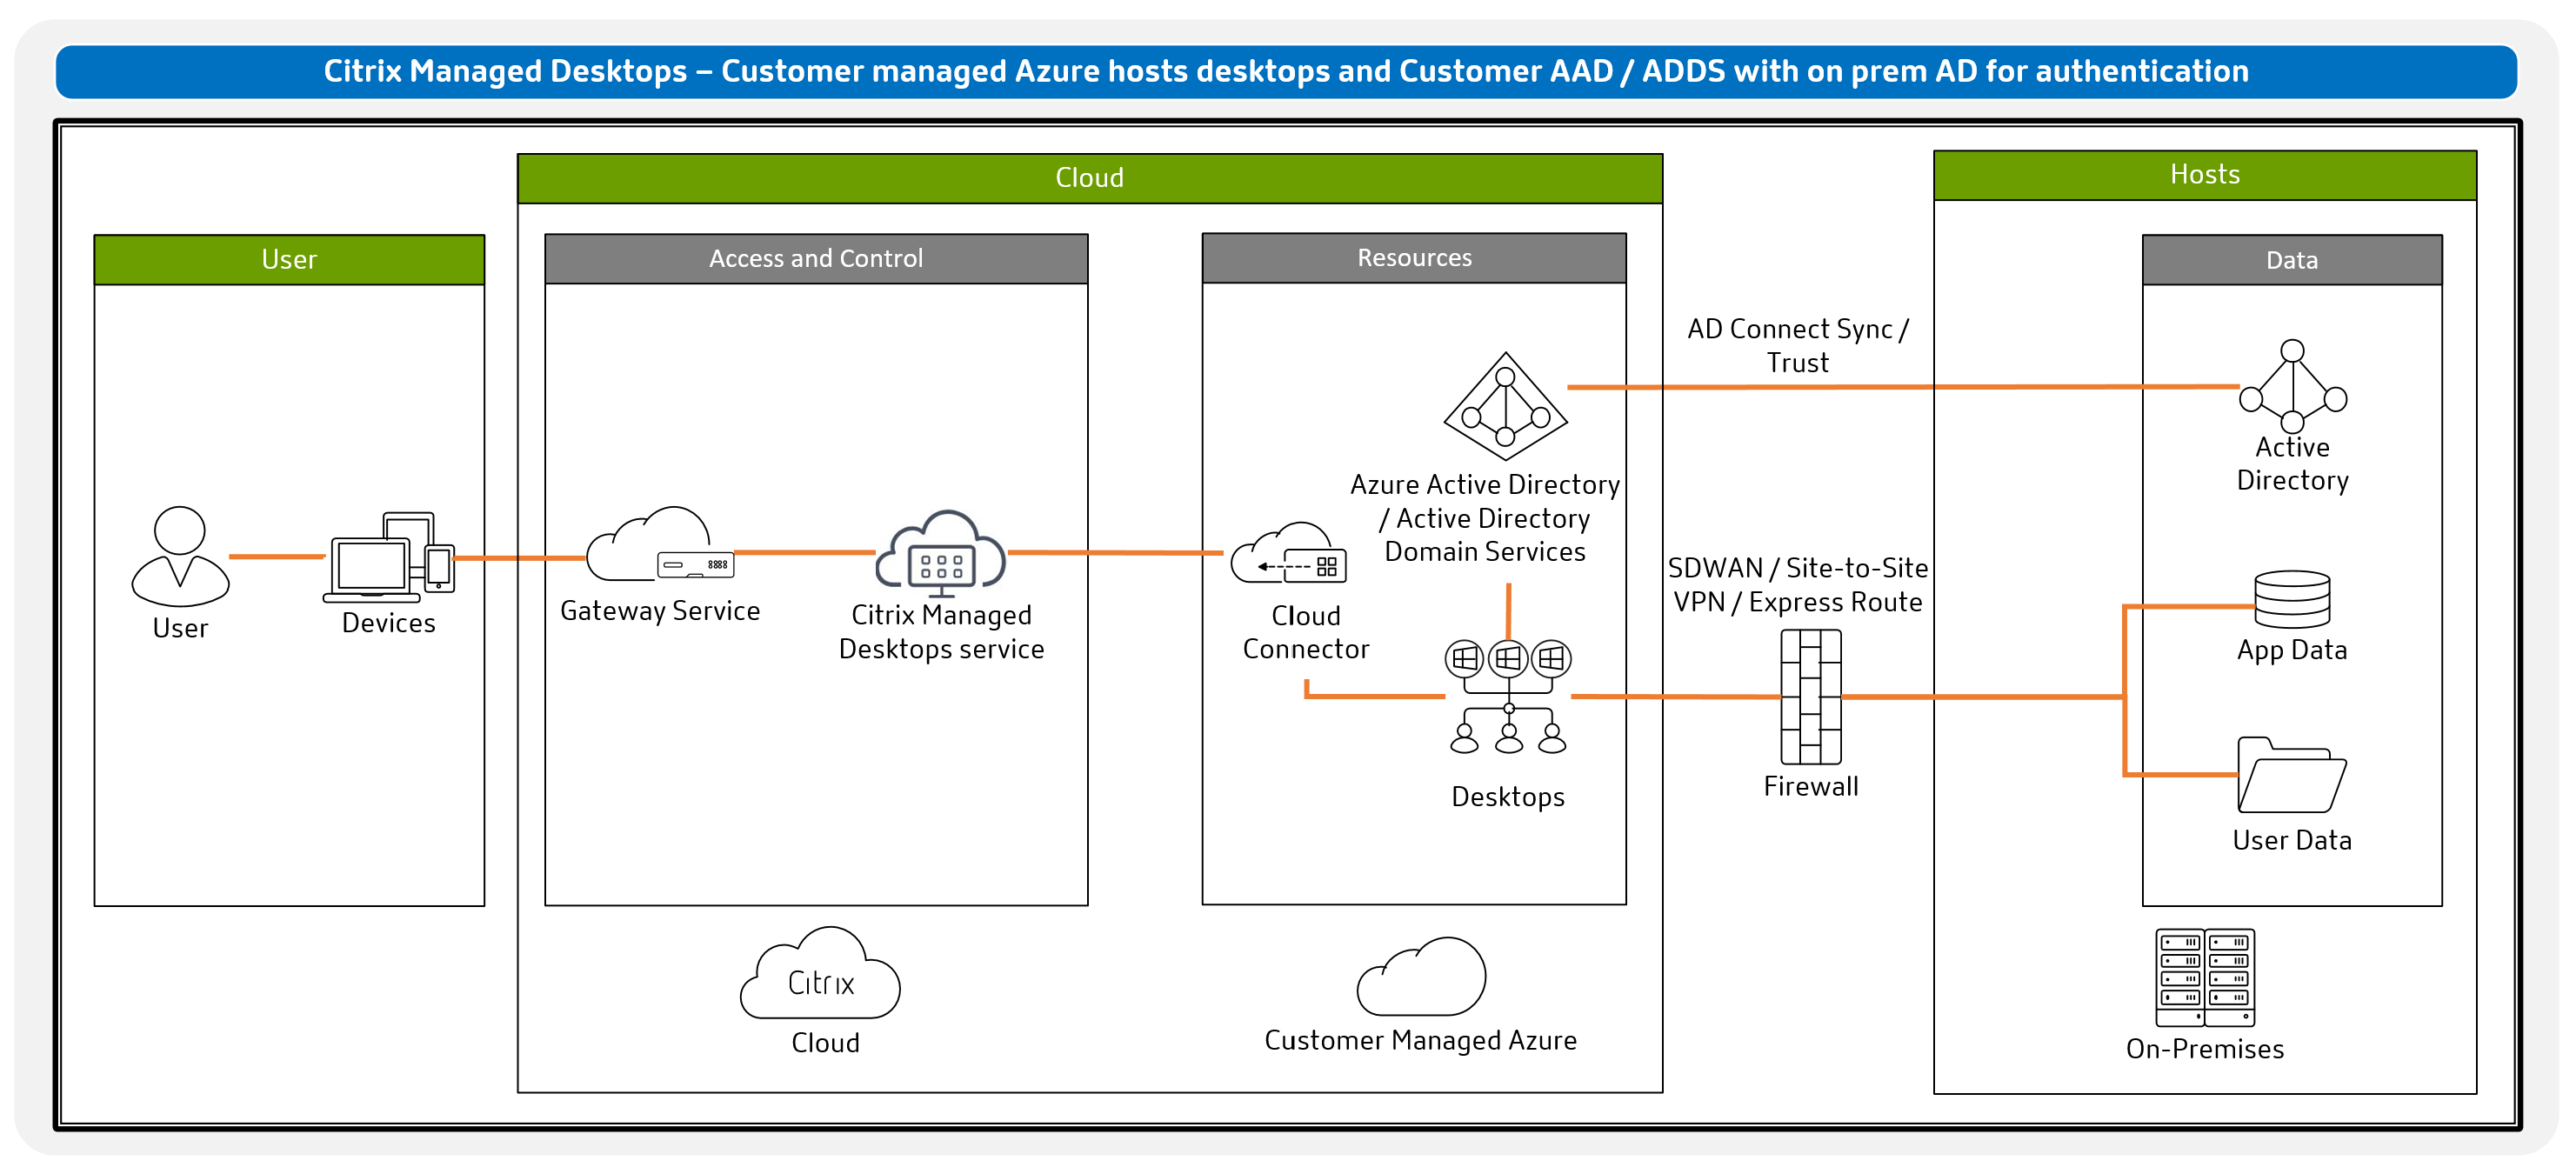 Citrix Managed Desktops – Customer managed Azure hosts desktops and Customer AAD / ADDS with on prem AD for authentication
Cloud
Hosts
User
Access and Control
Resources
Data
AD Connect Sync /
Trust
Active
Directory
Azure Active Directory
/ Active Directory
Domain Services
SDWAN / Site-to-Site
VPN / Express Route
User
Devices
Gateway Service
Citrix Managed
Desktops service
Cloud
Connector
App Data
Desktops
Firewall
User Data
Citrix
Cloud
Customer Managed Azure
On-Premises